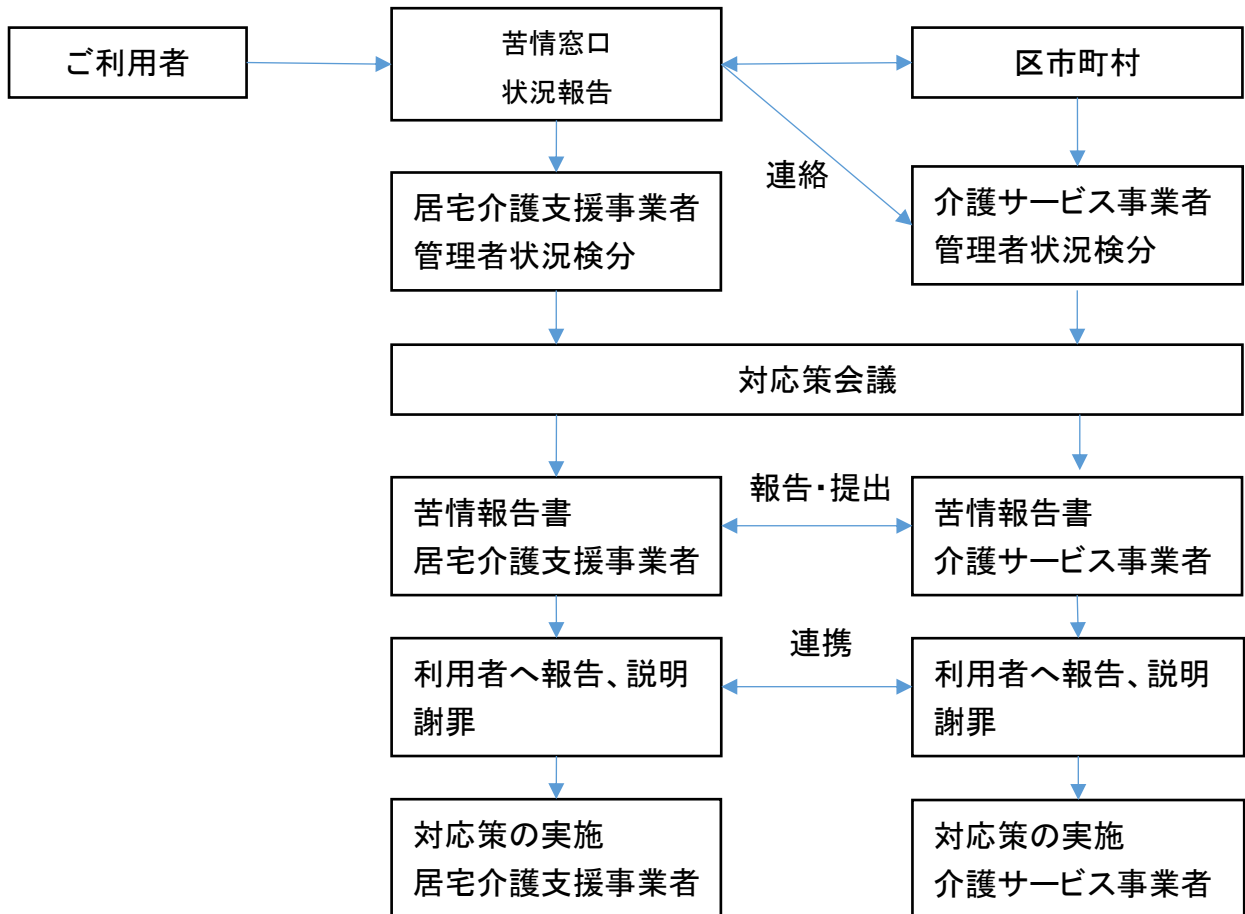 ご利用者
苦情窓口
状況報告
区市町村
連絡
居宅介護支援事業者
管理者状況検分
介護サービス事業者
管理者状況検分
対応策会議
報告・提出
苦情報告書
居宅介護支援事業者
苦情報告書
介護サービス事業者
連携
利用者へ報告、説明
謝罪
利用者へ報告、説明
謝罪
対応策の実施
居宅介護支援事業者
対応策の実施
介護サービス事業者